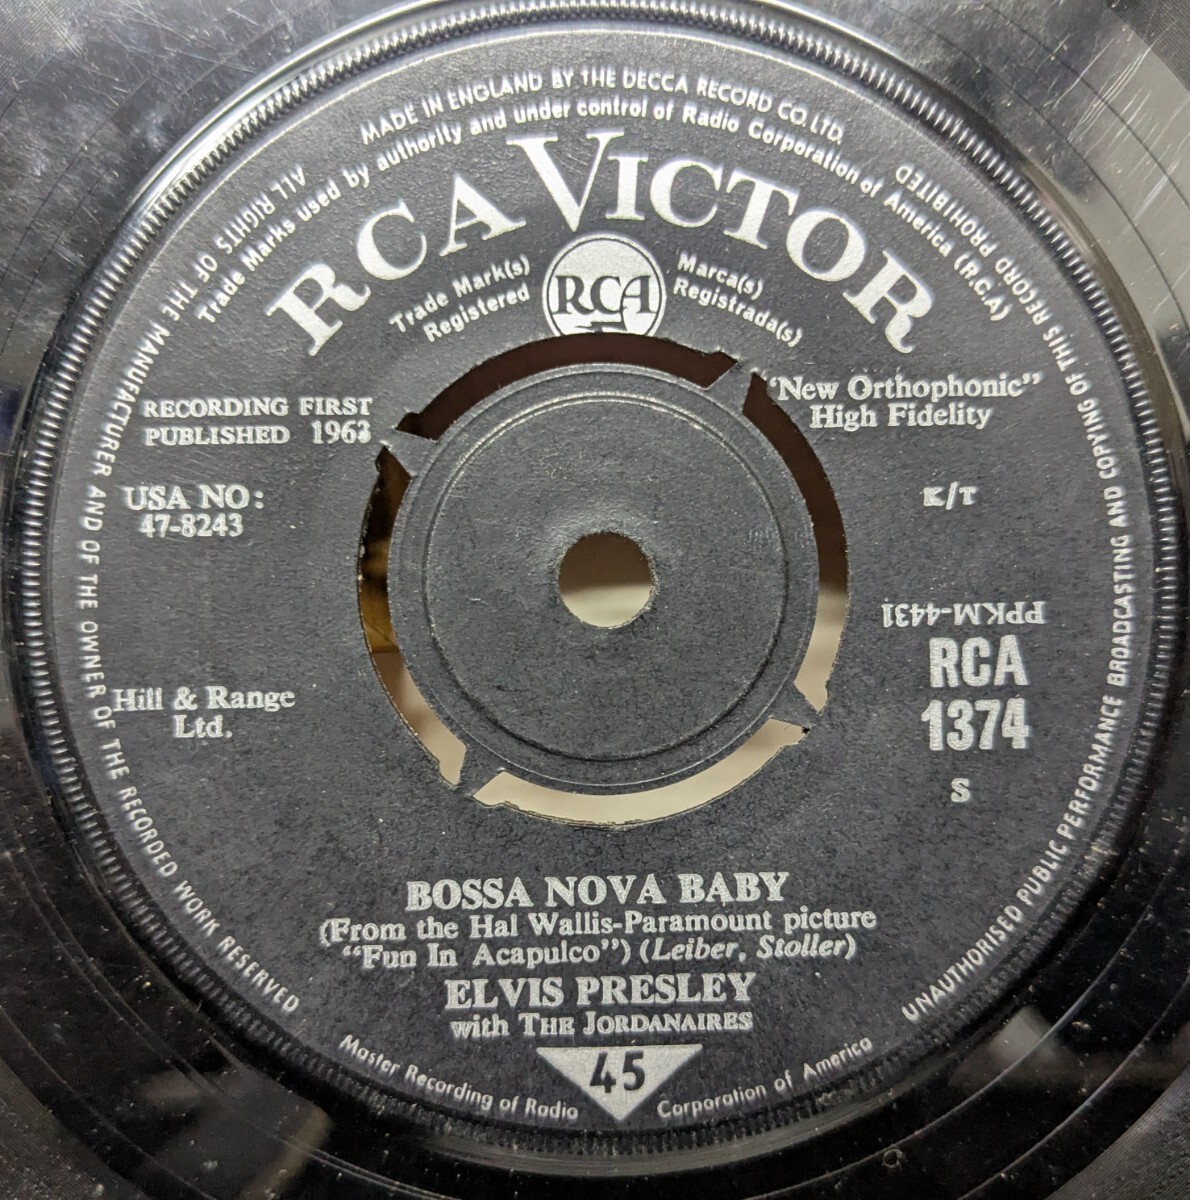 MADE IN ENGLAND BY THE DECCA RECORD CO. LTD.
ALL RIGHTS OF THE MANUFACTURER AND OF THE OWNER OF THE RECORDED WORK RESERVED
UNAUTHORISED PUBLIC PERFORMANCE BROADCASTING AND COPYING OF THIS RECORD PROHIBITED
Trade Marks used by authority and under control of Radio Corporation of America (R.C.A)
RCA VICTOR
Trade Mark(s)
Registered
RCA
Marca(s)
Registrada(s)
RECORDING FIRST
PUBLISHED 1963
"New Orthophonic"
High Fidelity
USA NO:
47-8243
K/T
PPKM-4431
RCA
1374
S
Hill & Range
Ltd.
BOSSA NOVA BABY
(From the Hal Wallis-Paramount picture
"Fun In Acapulco") (Leiber, Stoller)
ELVIS PRESLEY
with THE JORDANAIRES
45
Master Recording of Radio Corporation of America